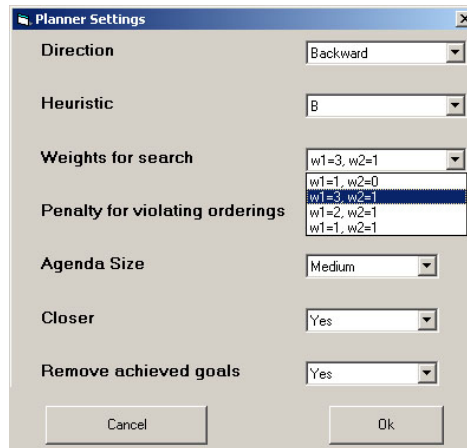 Planner Settings
Direction
Backward
Heuristic
B
Weights for search
w1=3, w2=1
w1=1, w2=0
w1=3, w2=1
w1=2, w2=1
w1=1, w2=1
Penalty for violating orderings
Agenda Size
Medium
Closer
Yes
Remove achieved goals
Yes
Cancel
Ok